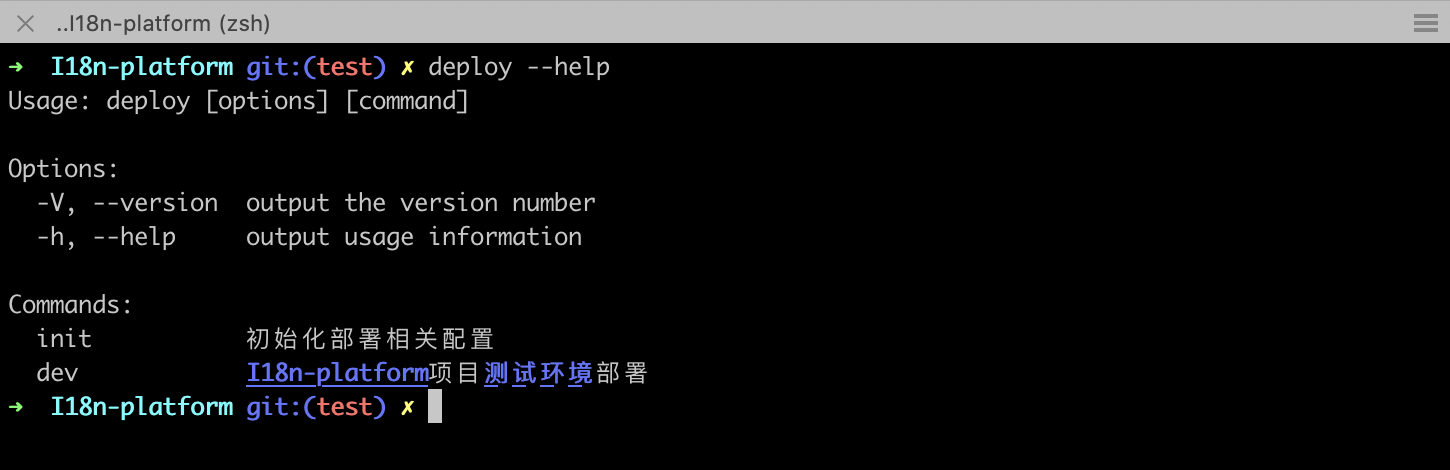 ..I18n-platform (zsh)
➜  I18n-platform git:(test) ✗ deploy --help
Usage: deploy [options] [command]

Options:
  -V, --version  output the version number
  -h, --help     output usage information

Commands:
  init           初始化部署相关配置
  dev            I18n-platform项目测试环境部署
➜  I18n-platform git:(test) ✗